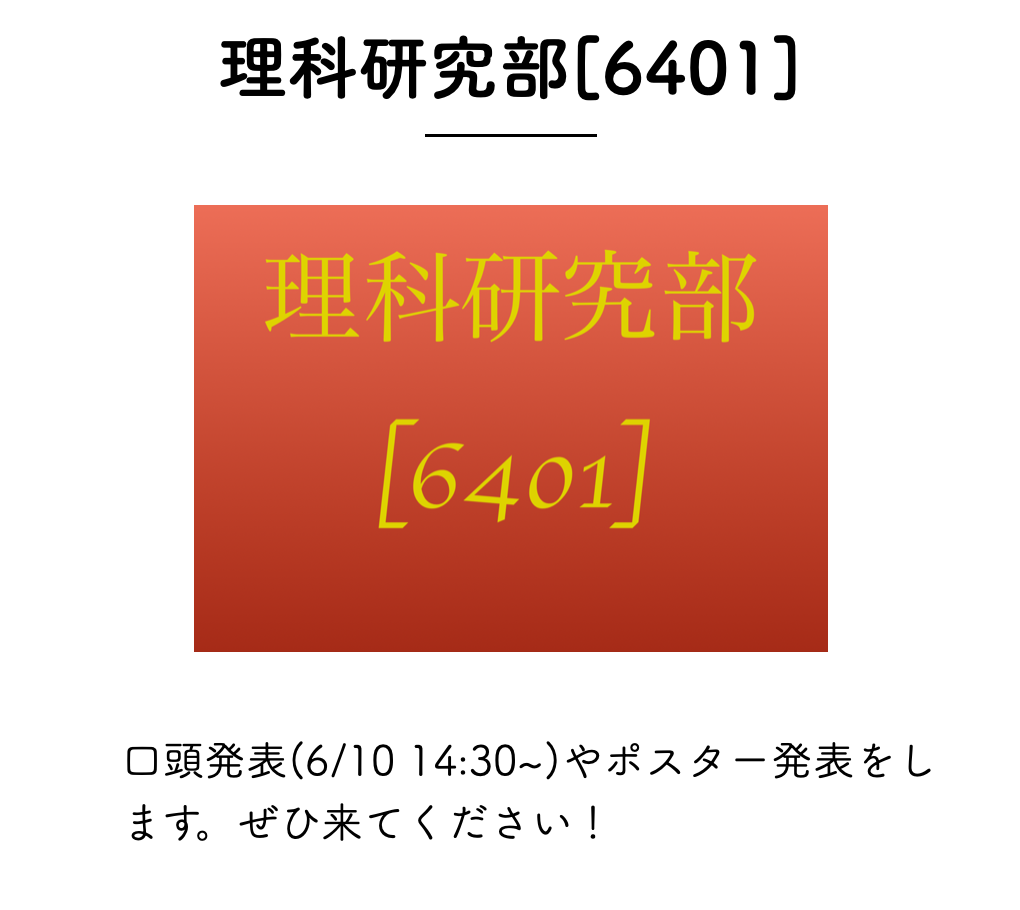 理科研究部[6401]
理科研究部
[6401]
口頭発表(6/10 14:30~)やポスター発表をし
ます。ぜひ来てください！